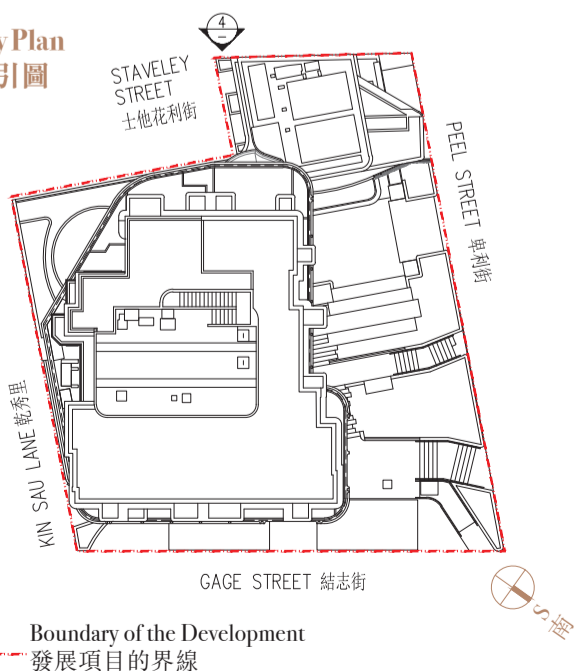 y Plan
引圖
4
STAVELEY
STREET
士他花利街
PEEL STREET 卑利街
KIN SAU LANE 乾秀里
GAGE STREET 結志街
S 南
Boundary of the Development
發展項目的界線